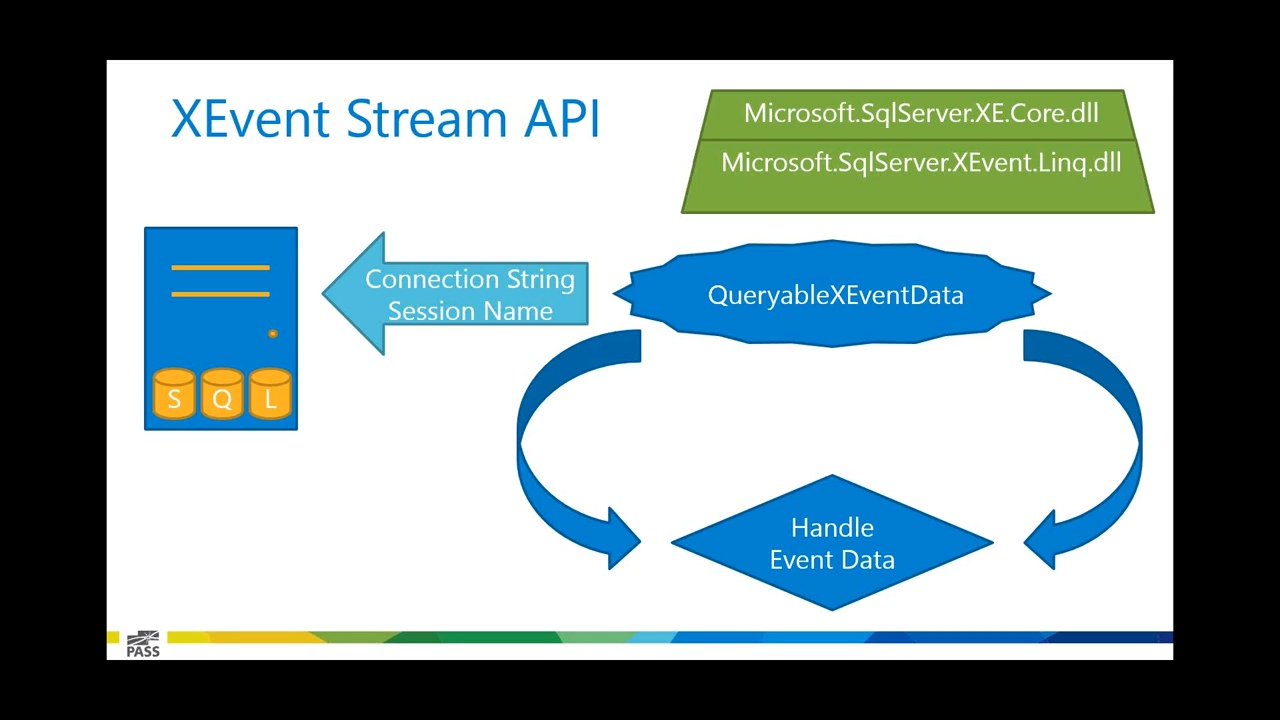 XEvent Stream API
Microsoft.SqlServer.XE.Core.dll
Microsoft.SqlServer.XEvent.Linq.dll
Connection String
Session Name
QueryableXEventData
S Q L
Handle
Event Data
PASS